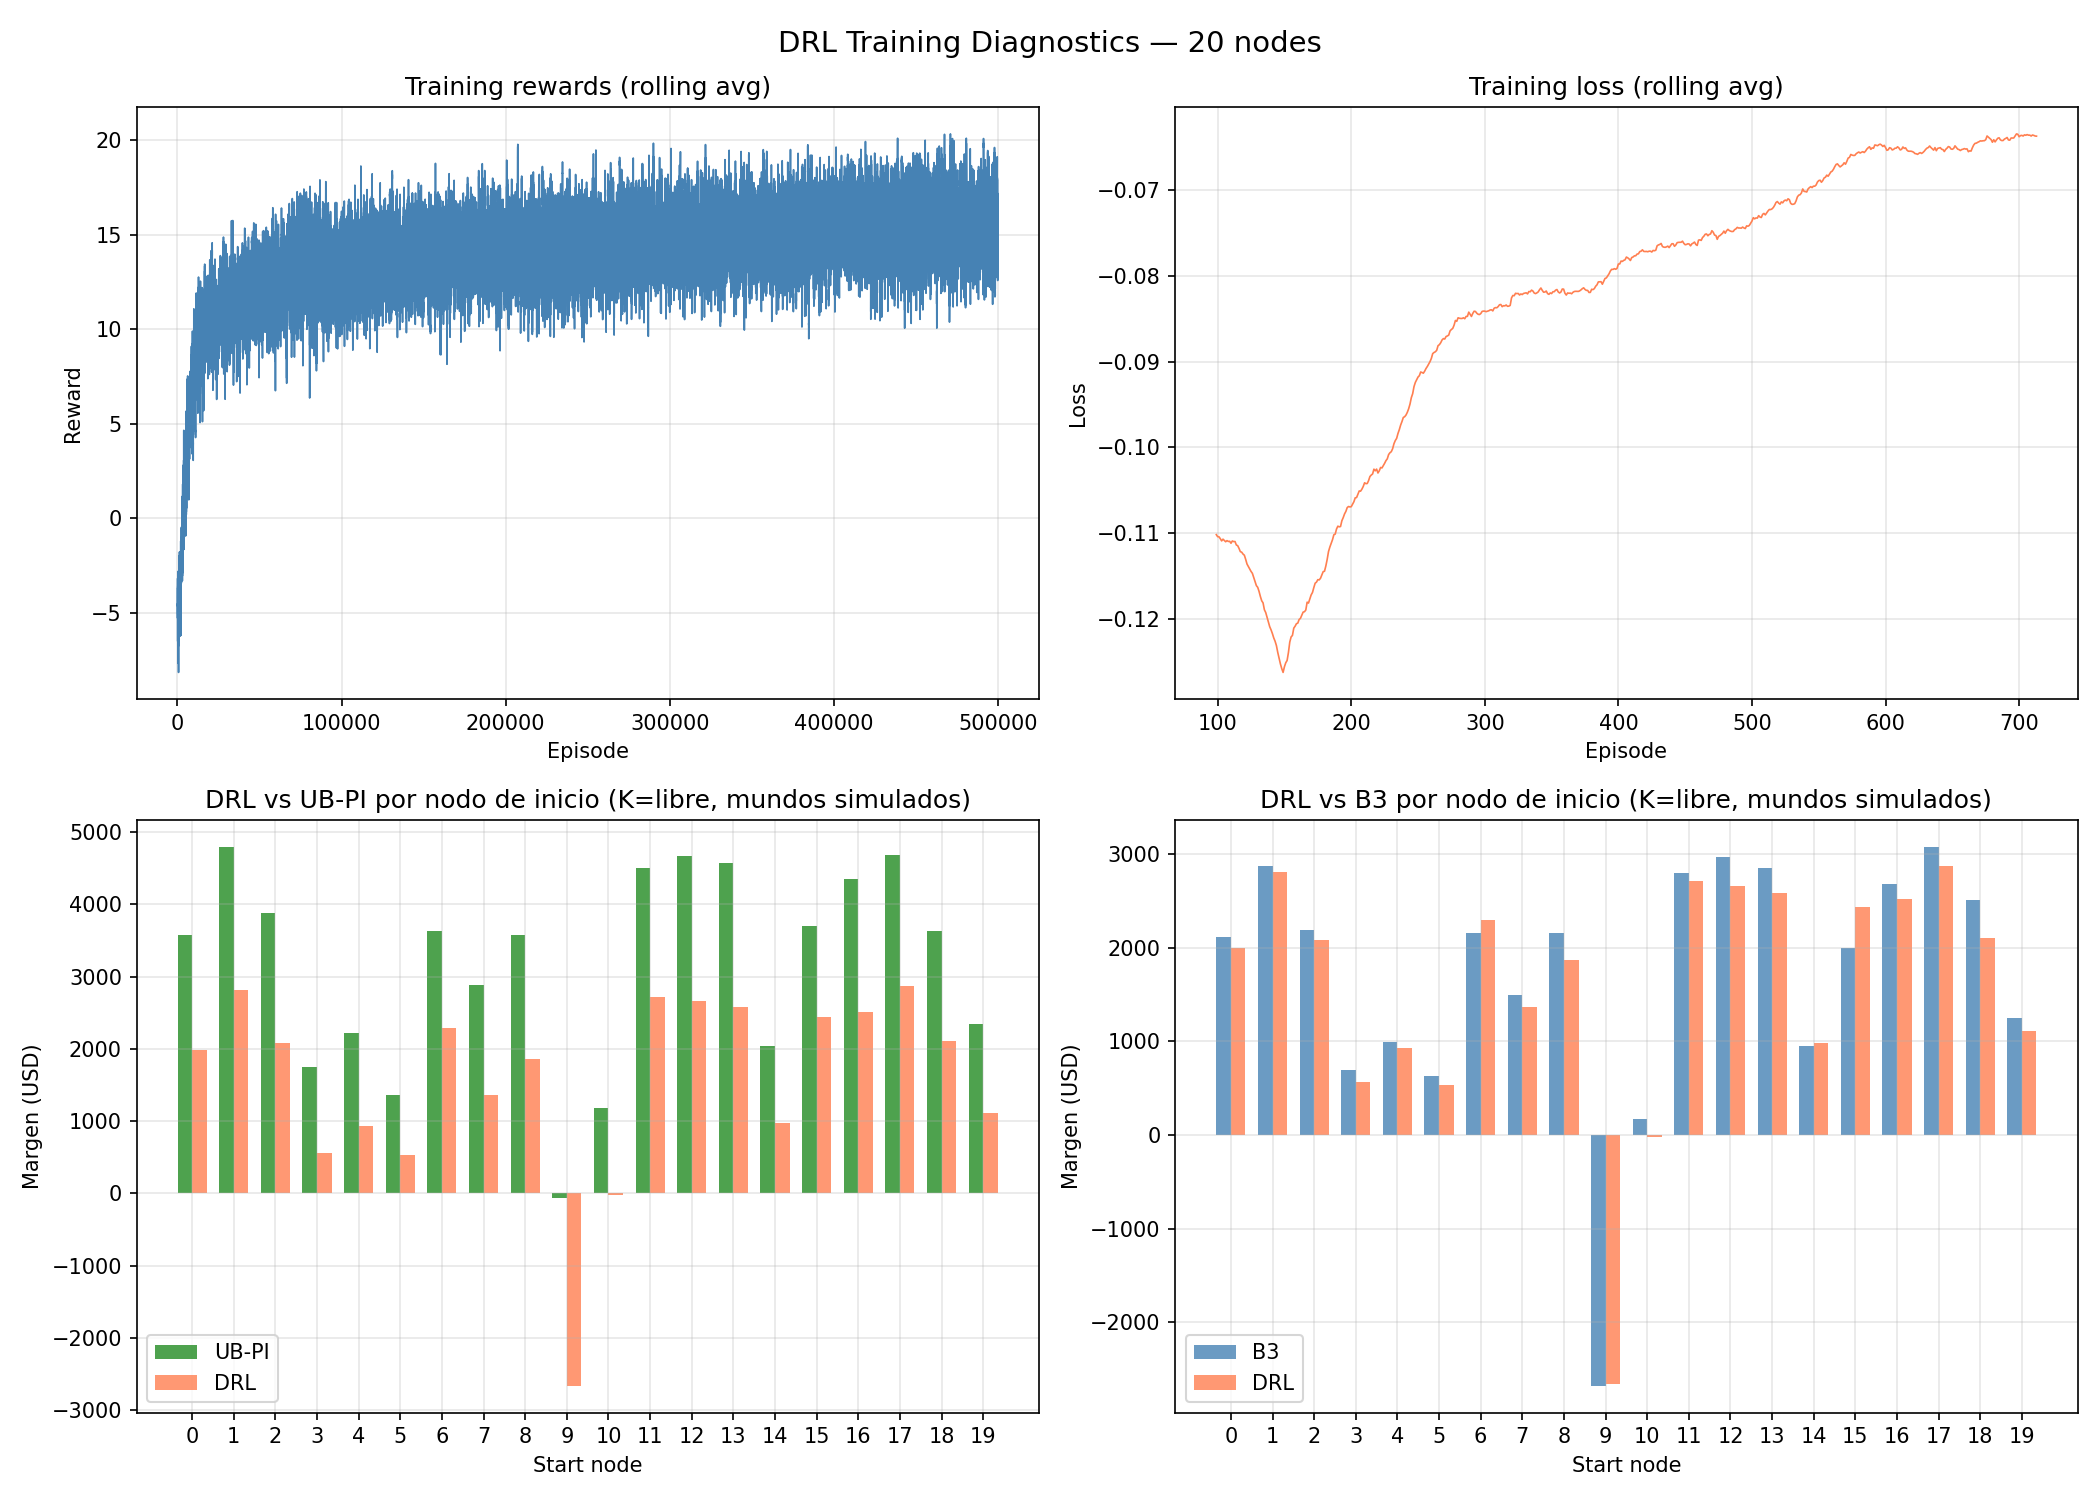 DRL Training Diagnostics — 20 nodes
Training rewards (rolling avg)
20
15
10
5
0
−5
Reward
0 100000 200000 300000 400000 500000
Episode
Training loss (rolling avg)
−0.07
−0.08
−0.09
−0.10
−0.11
−0.12
Loss
100 200 300 400 500 600 700
Episode
DRL vs UB-PI por nodo de inicio (K=libre, mundos simulados)
5000
4000
3000
2000
1000
0
−1000
−2000
−3000
Margen (USD)
UB-PI
DRL
0 1 2 3 4 5 6 7 8 9 10 11 12 13 14 15 16 17 18 19
Start node
DRL vs B3 por nodo de inicio (K=libre, mundos simulados)
3000
2000
1000
0
−1000
−2000
Margen (USD)
B3
DRL
0 1 2 3 4 5 6 7 8 9 10 11 12 13 14 15 16 17 18 19
Start node